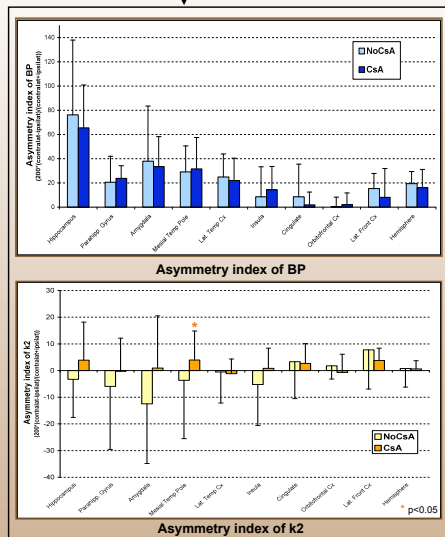 Asymmetry index of BP
(200*(contralat-ipsilat)/(contralat+ipsilat))
140
120
100
80
60
40
20
0
NoCsA
CsA
Hippocampus
Parahipp. Gyrus
Amygdala
Mesial Temp Pole
Lat. Temp Cx
Insula
Cingulate
Orbitofrontal Cx
Lat. Front Cx
Hemisphere
Asymmetry index of BP
Asymmetry index of k2
(200*(contralat-ipsilat)/(contralat+ipsilat))
30
20
10
0
-10
-20
-30
-40
*
NoCsA
CsA
Hippocampus
Parahipp. Gyrus
Amygdala
Mesial Temp Pole
Lat. Temp Cx
Insula
Cingulate
Orbitofrontal Cx
Lat. Front Cx
Hemisphere
* p<0.05
Asymmetry index of k2